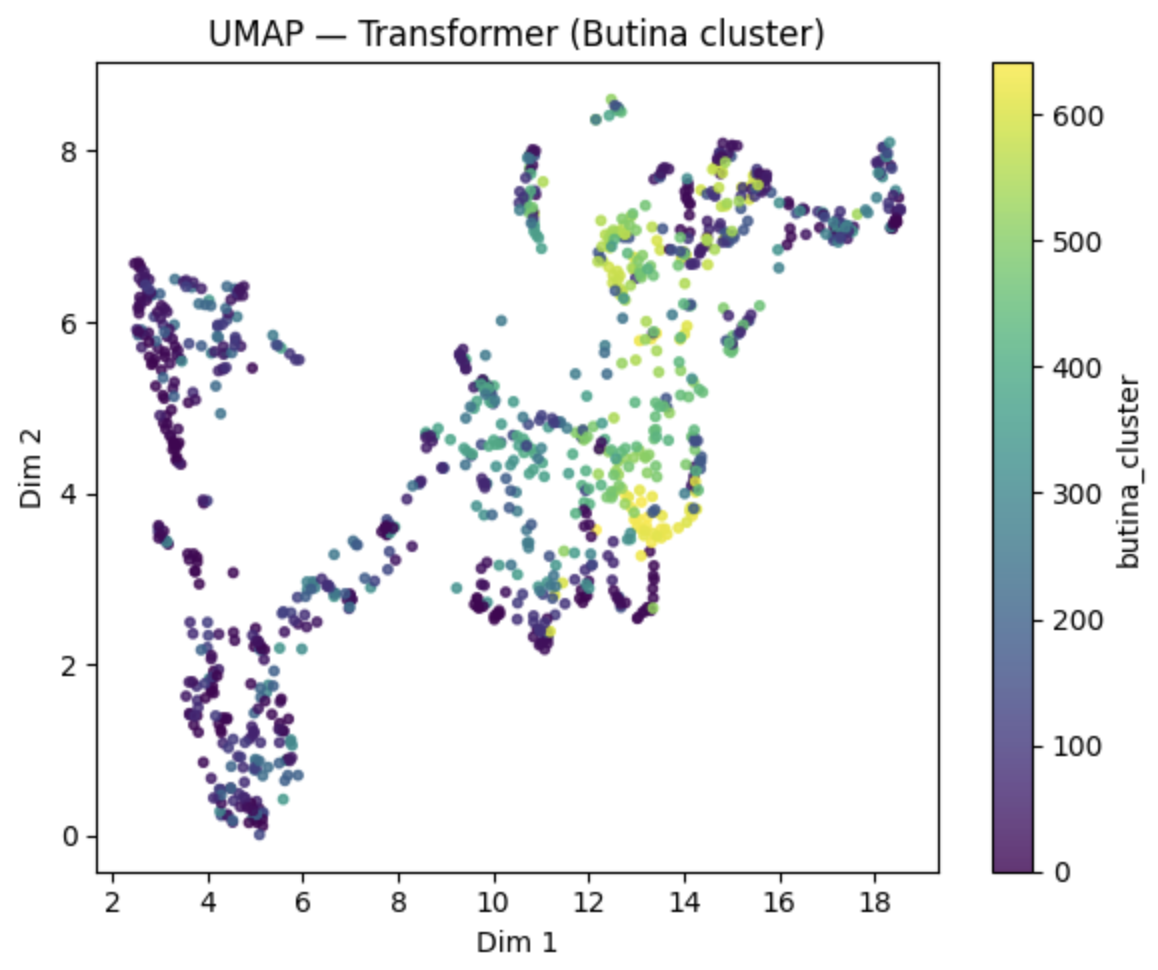 UMAP — Transformer (Butina cluster)
8
6
4
2
0
Dim 2
2 4 6 8 10 12 14 16 18
Dim 1
600
500
400
300
200
100
0
butina_cluster